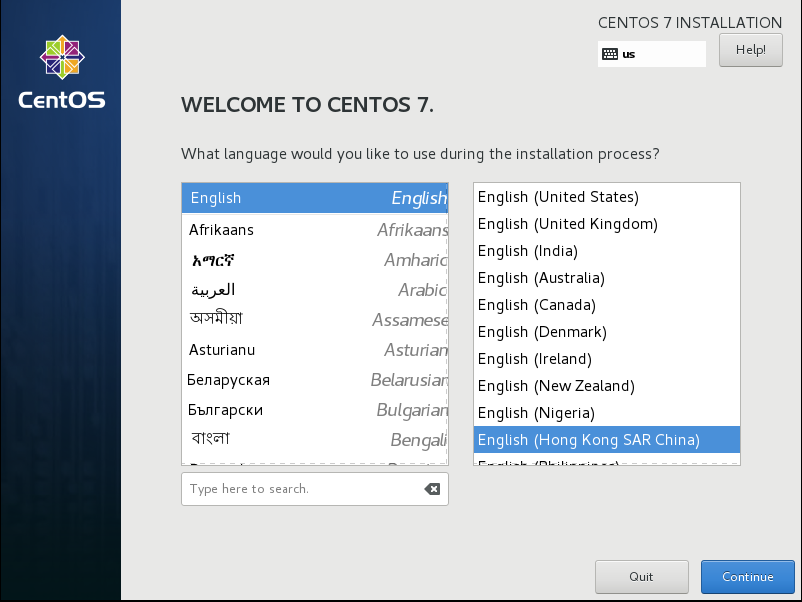 CentOS
CENTOS 7 INSTALLATION
us
Help!
WELCOME TO CENTOS 7.
What language would you like to use during the installation process?
English English
Afrikaans Afrikaans
አማርኛ Amharic
العربية Arabic
অসমীয়া Assamese
Asturianu Asturian
Беларуская Belarusian
Български Bulgarian
বাংলা Bengali
English (United States)
English (United Kingdom)
English (India)
English (Australia)
English (Canada)
English (Denmark)
English (Ireland)
English (New Zealand)
English (Nigeria)
English (Hong Kong SAR China)
English (Philippines)
Type here to search.
Quit
Continue